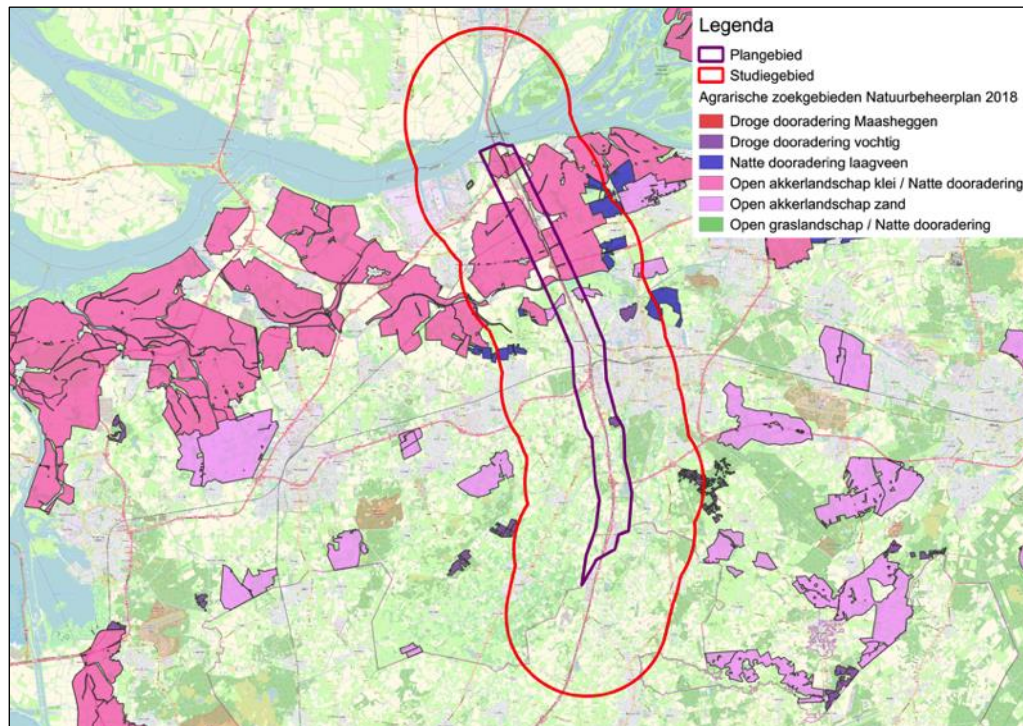 Legenda
Plangebied
Studiegebied
Agrarische zoekgebieden Natuurbeheerplan 2018
Droge dooradering Maasheggen
Droge dooradering vochtig
Natte dooradering laagveen
Open akkerlandschap klei / Natte dooradering
Open akkerlandschap zand
Open graslandschap / Natte dooradering